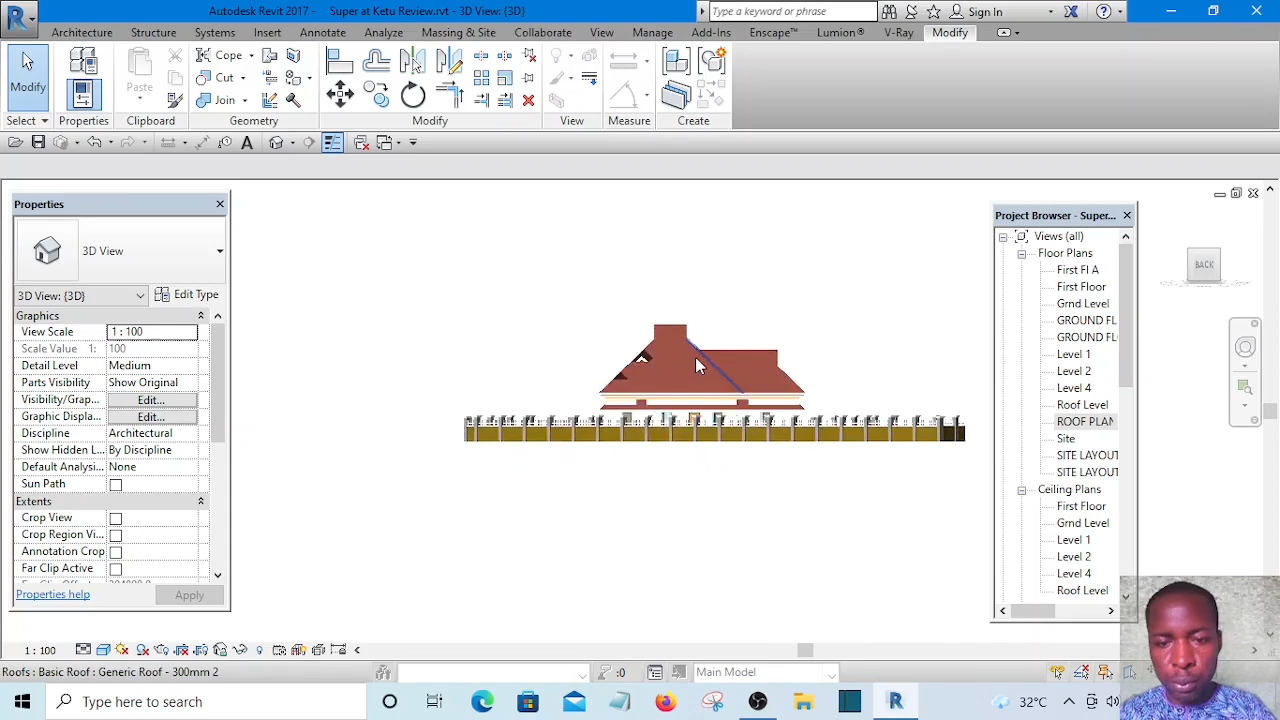 Autodesk Revit 2017 - Super at Ketu Review.rvt - 3D View: {3D}
Type a keyword or phrase
Sign In
Architecture Structure Systems Insert Annotate Analyze Massing & Site Collaborate View Manage Add-Ins Enscape™ Lumion® V-Ray Modify
Modify
Paste
Cope
Cut
Join
Select Properties Clipboard Geometry Modify View Measure Create
Properties
3D View
3D View: {3D}
Edit Type
Graphics
View Scale 1 : 100
Scale Value 1: 100
Detail Level Medium
Parts Visibility Show Original
Visibility/Grap... Edit...
Graphic Displa... Edit...
Discipline Architectural
Show Hidden L... By Discipline
Default Analysi... None
Sun Path
Extents
Crop View
Crop Region Vi...
Annotation Crop
Far Clip Active
Properties help
Apply
Project Browser - Super...
Views (all)
Floor Plans
First Fl A
First Floor
Grnd Level
GROUND FL
GROUND FL
Level 1
Level 2
Level 4
Roof Level
ROOF PLAN
Site
SITE LAYOUT
SITE LAYOUT
Ceiling Plans
First Floor
Grnd Level
Level 1
Level 2
Level 4
Roof Level
BACK
1 : 100
Roofs : Basic Roof : Generic Roof - 300mm 2
:0
Main Model
Type here to search
32°C